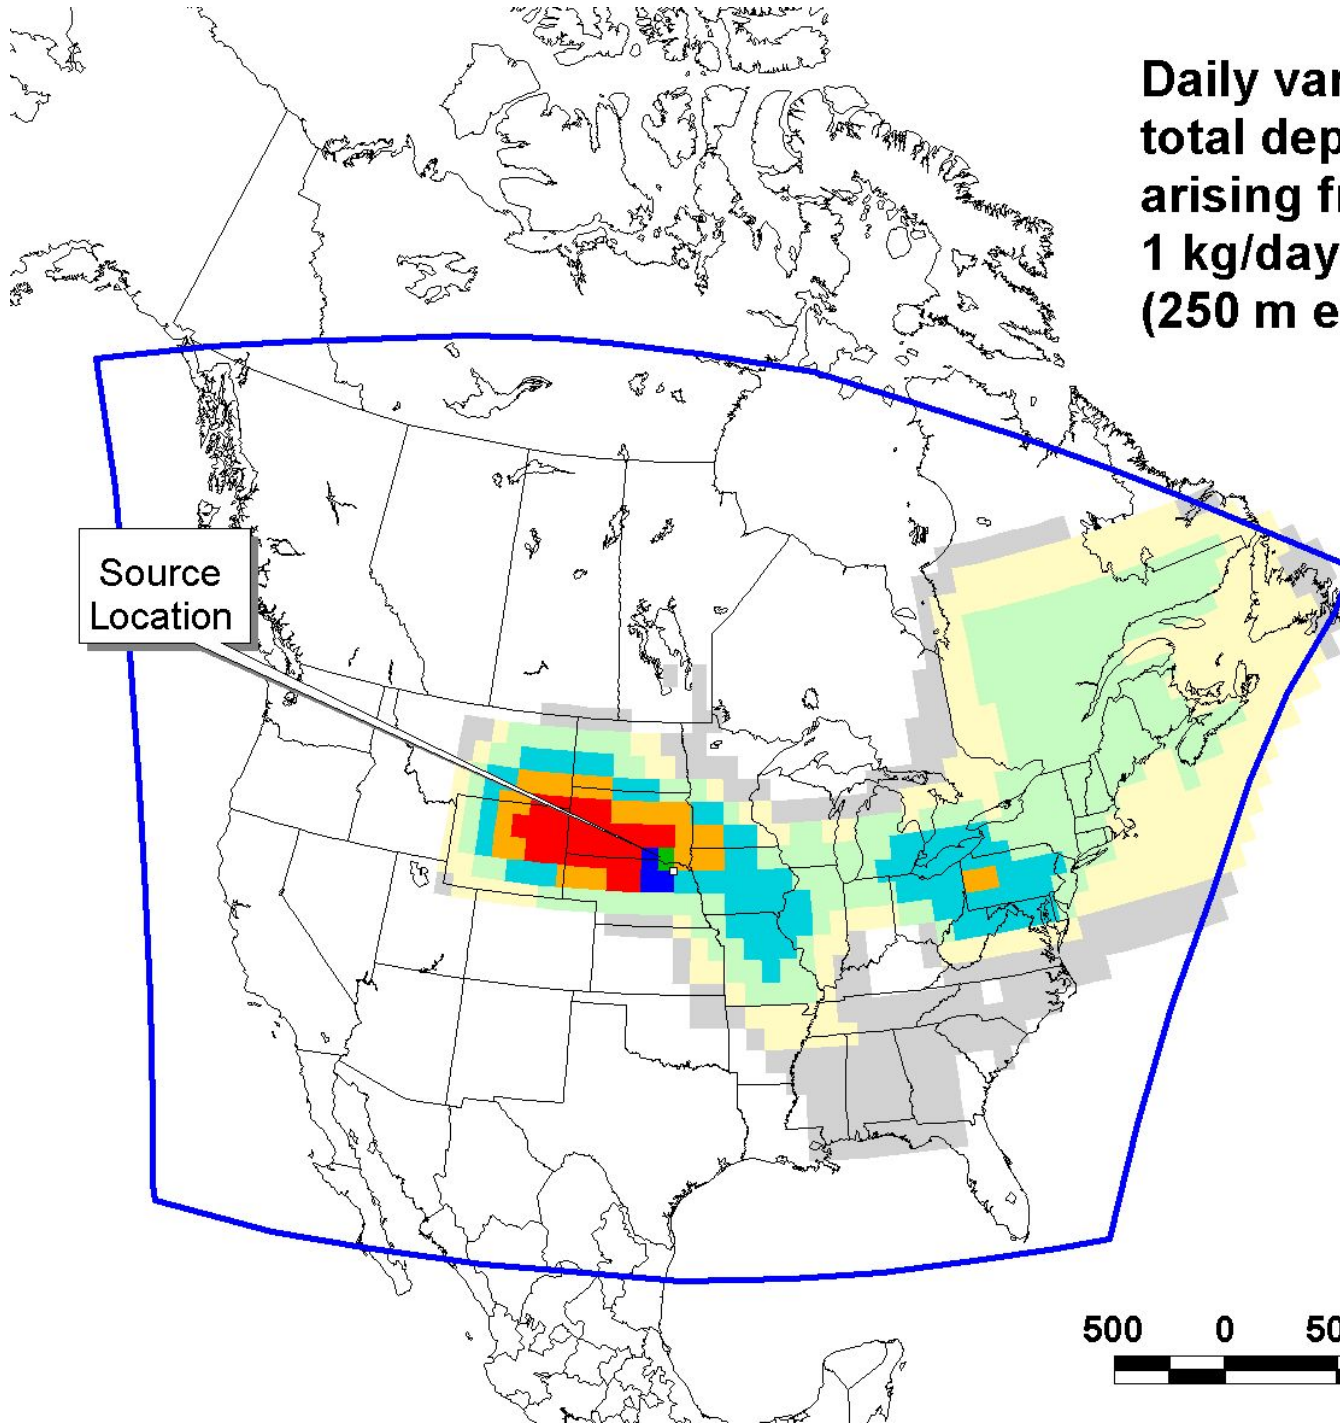 Daily var
total dep
arising fr
1 kg/day
(250 m e
Source
Location
500 0 50